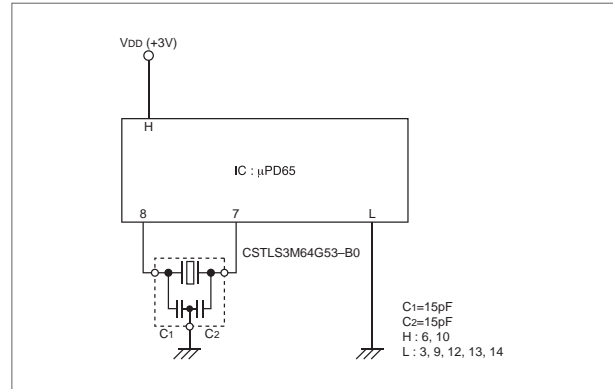 VDD (+3V)
H
IC : μPD65
8 7 L
CSTLS3M64G53–B0
C1 C2
C1=15pF
C2=15pF
H : 6, 10
L : 3, 9, 12, 13, 14